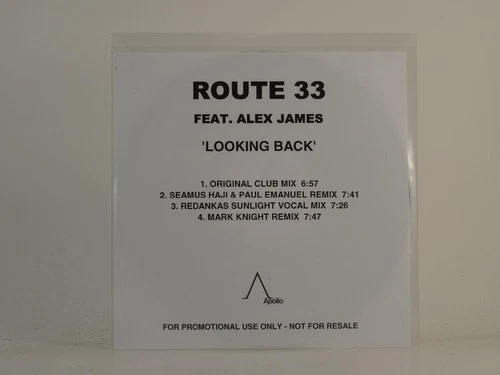 ROUTE 33
FEAT. ALEX JAMES
'LOOKING BACK'
1. ORIGINAL CLUB MIX 6:57
2. SEAMUS HAJI & PAUL EMANUEL REMIX 7:41
3. REDANKAS SUNLIGHT VOCAL MIX 7:26
4. MARK KNIGHT REMIX 7:47
Apollo
FOR PROMOTIONAL USE ONLY - NOT FOR RESALE